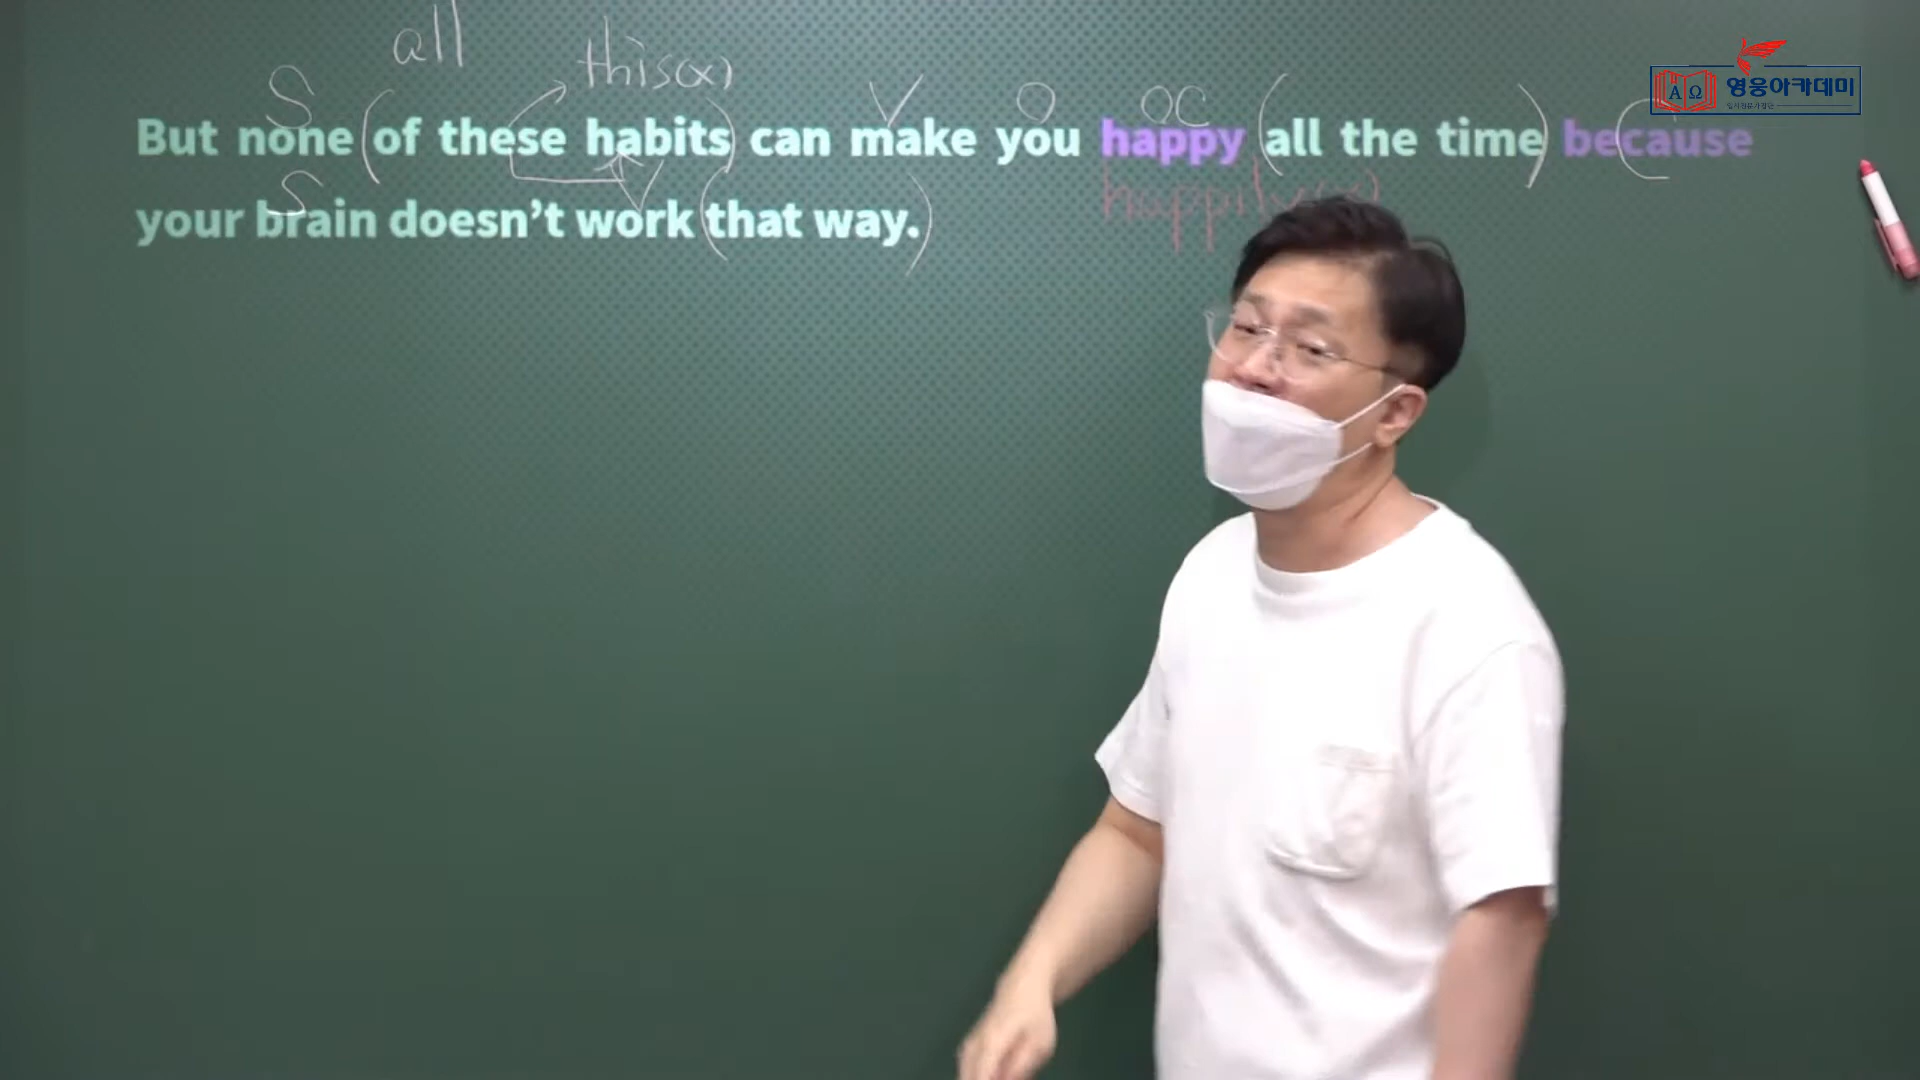 all
this(x)
S
V
O
OC
But none (of these habits) can make you happy (all the time) because
S
V
happily(x)
your brain doesn't work (that way.)
A Ω
영웅아카데미